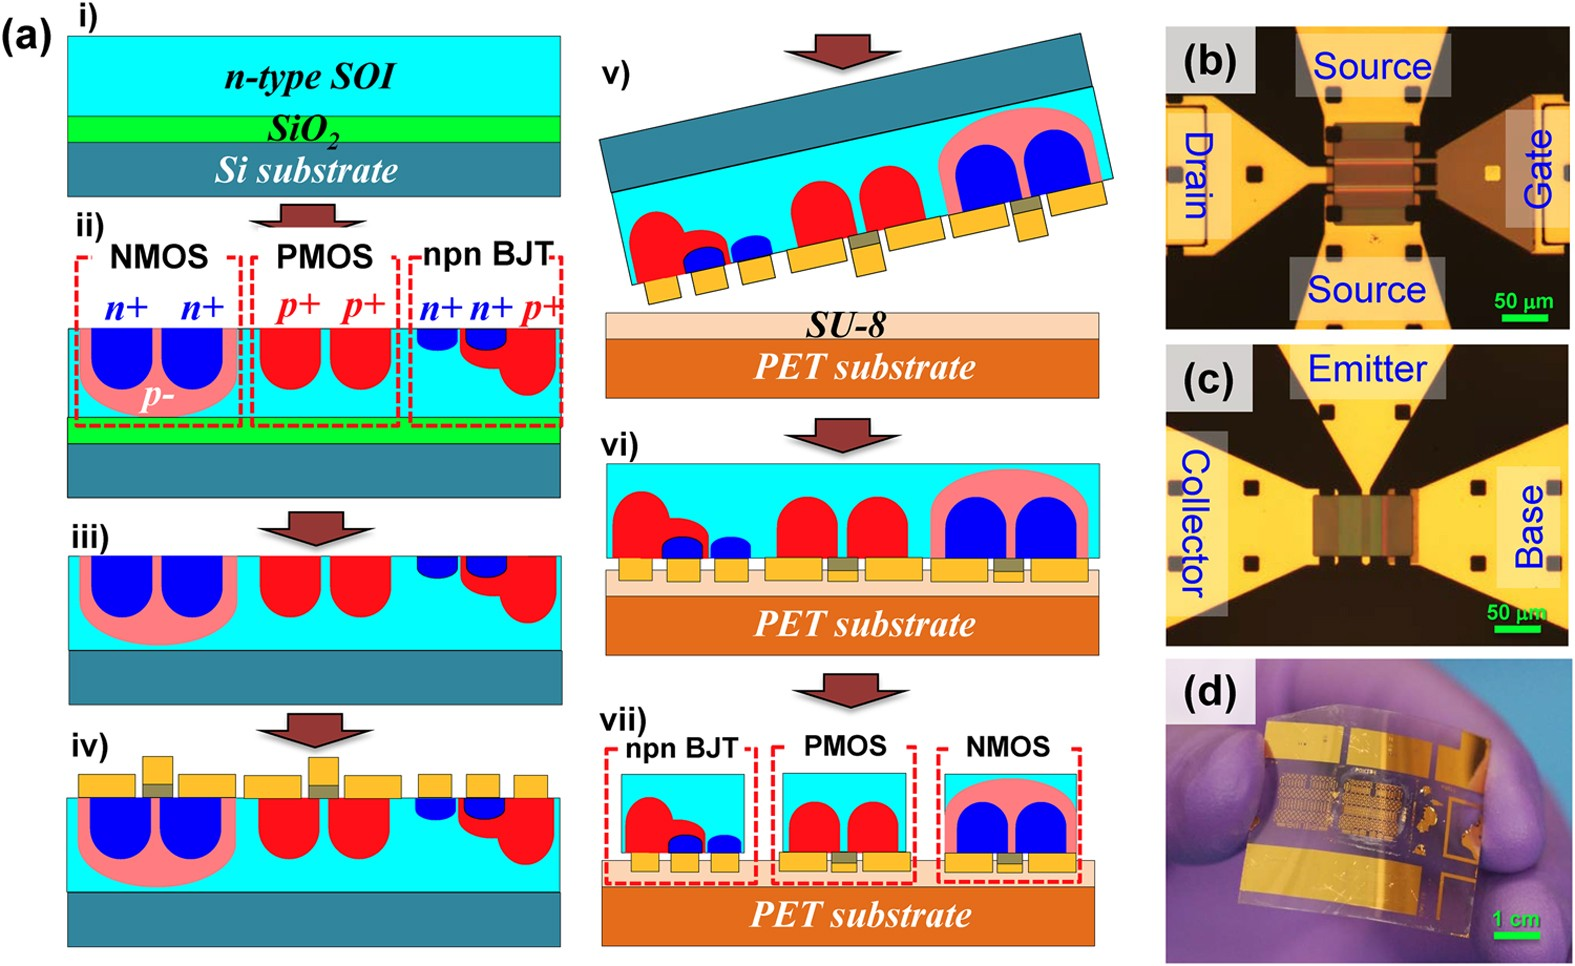 (a)
i)
n-type SOI
SiO2
Si substrate
ii)
NMOS
PMOS
npn BJT
n+ n+
p+ p+
n+ n+ p+
p-
iii)
iv)
v)
SU-8
PET substrate
vi)
PET substrate
vii)
npn BJT
PMOS
NMOS
PET substrate
(b)
Source
Drain
Gate
Source
50 μm
(c)
Emitter
Collector
Base
50 μm
(d)
1 cm